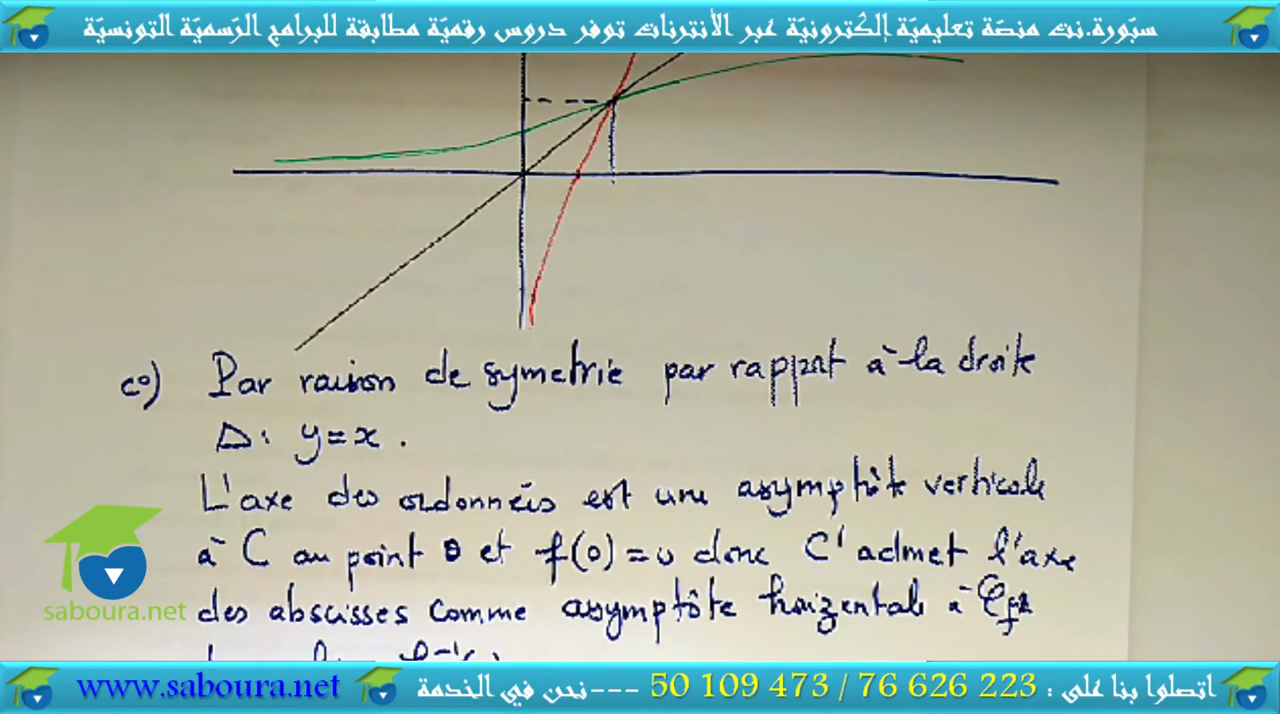 سبّورة.نت منصّة تعليميّة إلكترونيّة عبر الأنترنات توفر دروس رقميّة مطابقة للبرامج الرّسميّة التونسيّة
c°) Par raison de symetrie par rapport à la droite
Δ: y=x .
L'axe des ordonnées est une asymptôte verticale
à C au point 0 et f(0)=0 donc C' admet l'axe
des abscisses comme asymptôte horizentale à
saboura.net
www.saboura.net نحن في الخدمة--- 50 109 473 / 76 626 223 : اتصلوا بنا على